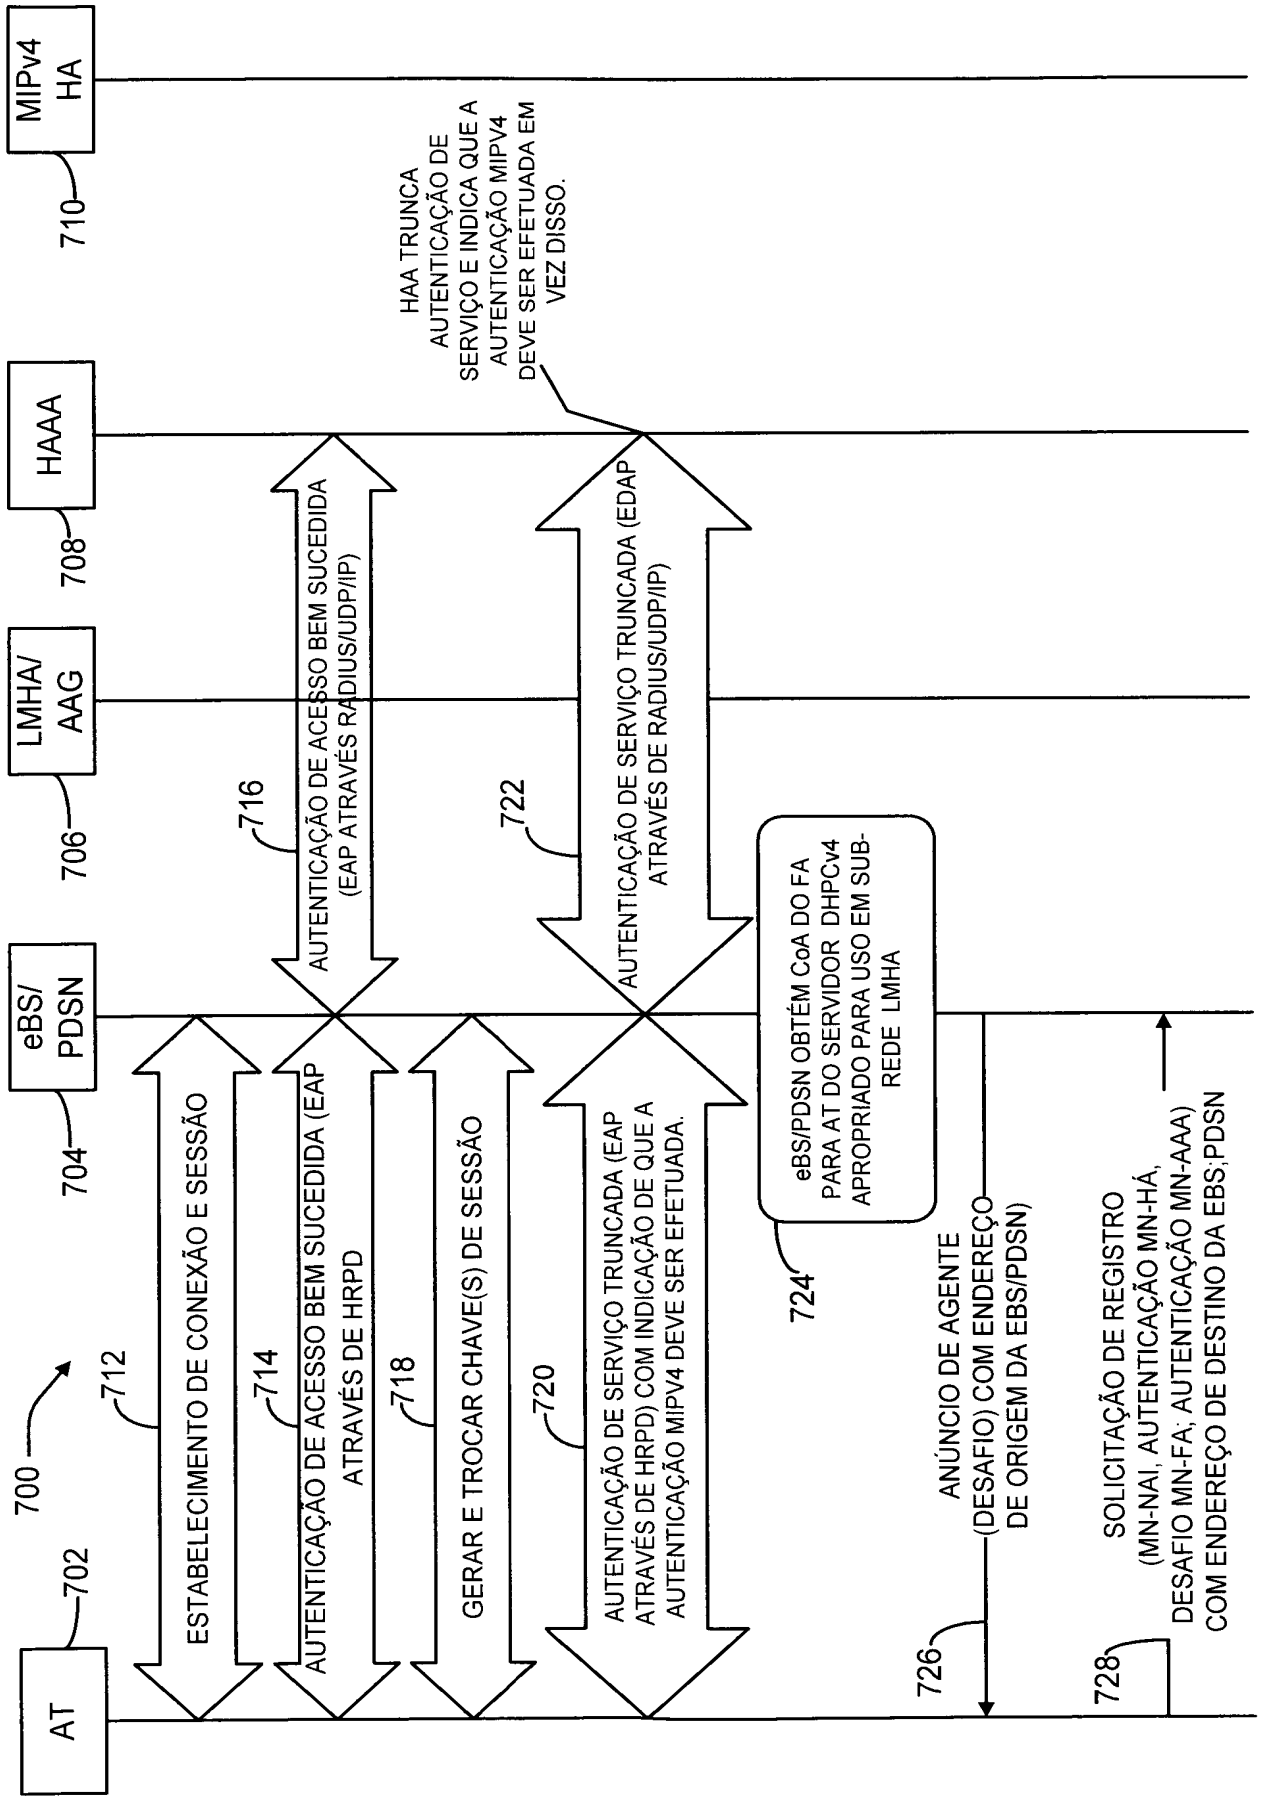 700
AT
702
eBS/
PDSN
704
LMHA/
AAG
706
HAAA
708
MIPv4
HA
710
712
ESTABELECIMENTO DE CONEXÃO E SESSÃO
714
AUTENTICAÇÃO DE ACESSO BEM SUCEDIDA (EAP
ATRAVÉS DE HRPD
716
AUTENTICAÇÃO DE ACESSO BEM SUCEDIDA
(EAP ATRAVÉS RADIUS/UDP/IP)
718
GERAR E TROCAR CHAVE(S) DE SESSÃO
720
AUTENTICAÇÃO DE SERVIÇO TRUNCADA (EAP
ATRAVÉS DE HRPD) COM INDICAÇÃO DE QUE A
AUTENTICAÇÃO MIPV4 DEVE SER EFETUADA.
722
AUTENTICAÇÃO DE SERVIÇO TRUNCADA (EDAP
ATRAVÉS DE RADIUS/UDP/IP)
HAA TRUNCA
AUTENTICAÇÃO DE
SERVIÇO E INDICA QUE A
AUTENTICAÇÃO MIPV4
DEVE SER EFETUADA EM
VEZ DISSO.
724
eBS/PDSN OBTÉM CoA DO FA
PARA AT DO SERVIDOR DHPCv4
APROPRIADO PARA USO EM SUB-
REDE LMHA
726
ANÚNCIO DE AGENTE
(DESAFIO) COM ENDEREÇO
DE ORIGEM DA EBS/PDSN)
728
SOLICITAÇÃO DE REGISTRO
(MN-NAI, AUTENTICAÇÃO MN-HÁ,
DESAFIO MN-FA; AUTENTICAÇÃO MN-AAA)
COM ENDEREÇO DE DESTINO DA EBS;PDSN